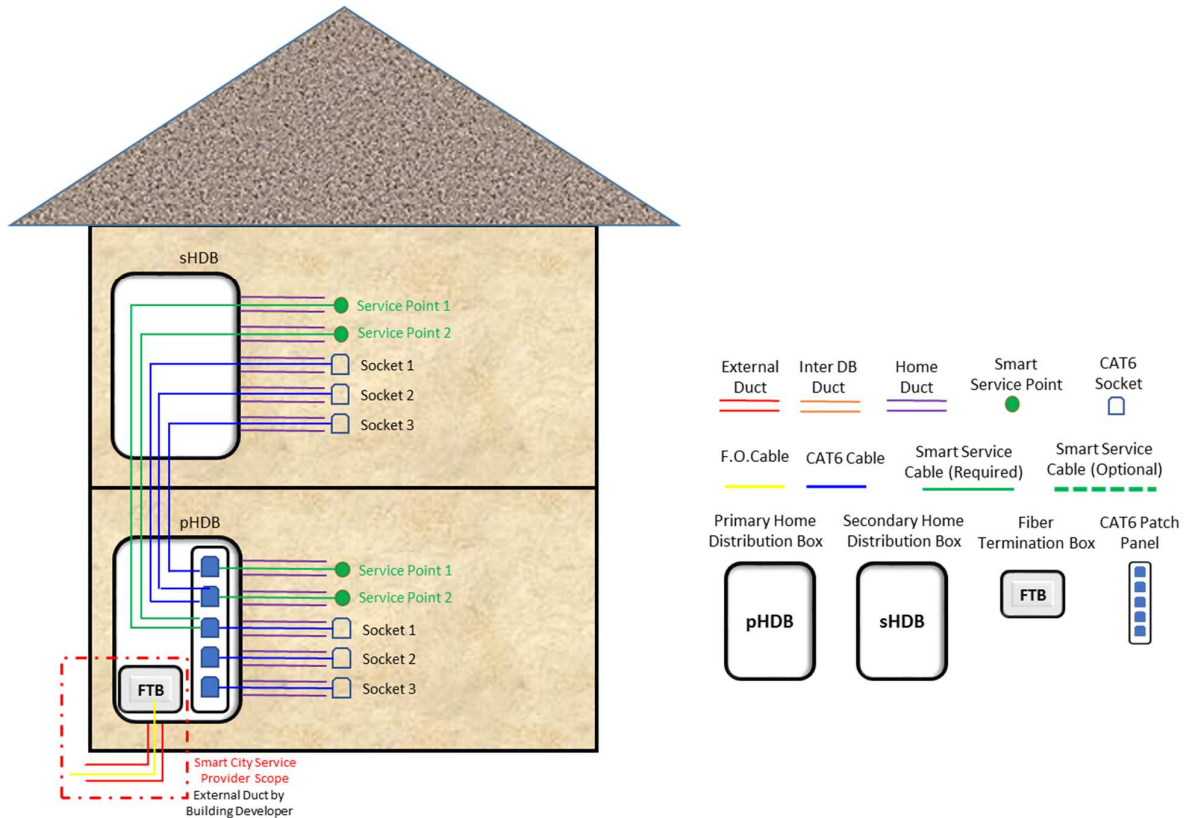 sHDB
Service Point 1
Service Point 2
Socket 1
Socket 2
Socket 3
pHDB
Service Point 1
Service Point 2
Socket 1
Socket 2
Socket 3
FTB
Smart City Service
Provider Scope
External Duct by
Building Developer
External
Duct
Inter DB
Duct
Home
Duct
Smart
Service Point
CAT6
Socket
F.O.Cable
CAT6 Cable
Smart Service
Cable (Required)
Smart Service
Cable (Optional)
Primary Home
Distribution Box
Secondary Home
Distribution Box
Fiber
Termination Box
CAT6 Patch
Panel
pHDB
sHDB
FTB